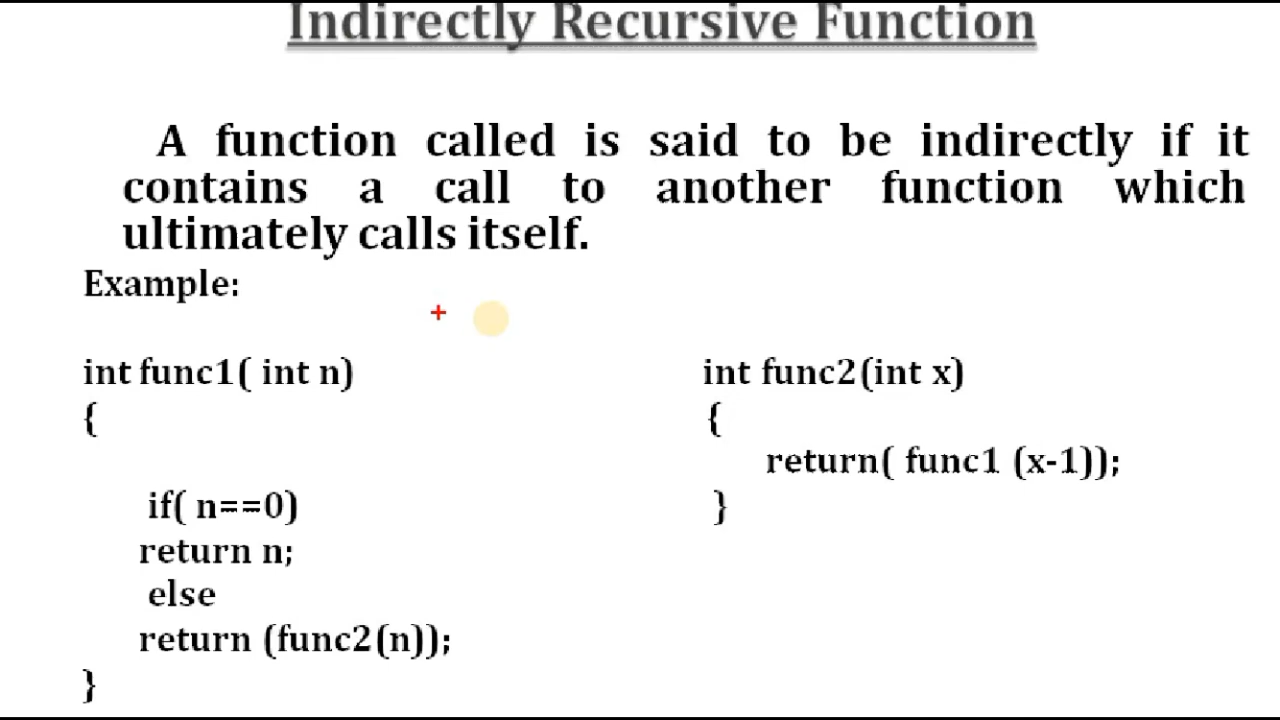 Indirectly Recursive Function
A function called is said to be indirectly if it
contains a call to another function which
ultimately calls itself.
Example:
int func1( int n)
{
if( n==0)
return n;
else
return (func2(n));
}
int func2(int x)
{
return( func1 (x-1));
}